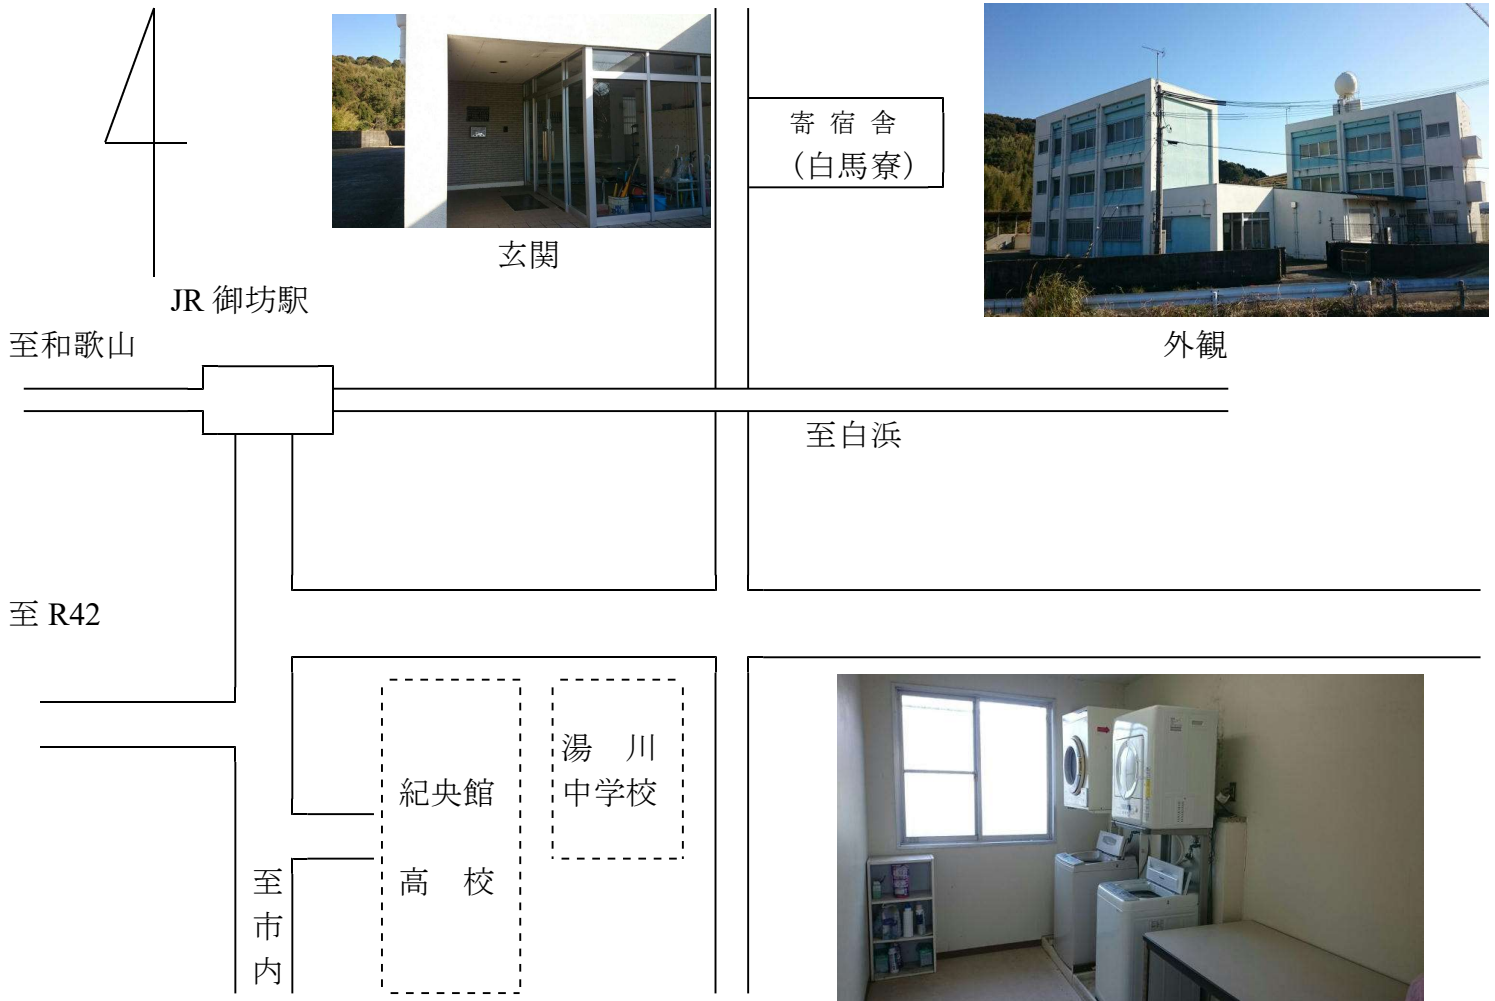 寄 宿 舎
（白馬寮）
玄関
JR 御坊駅
至和歌山
外観
至白浜
至 R42
湯　川
中学校
紀央館
高　校
至
市
内